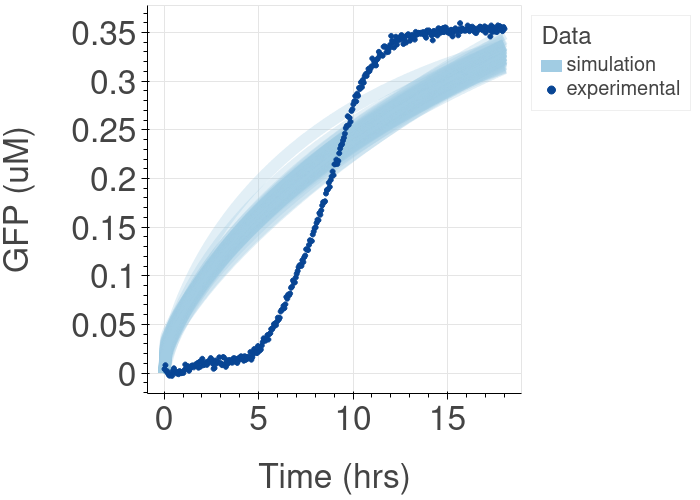 0.35
0.3
0.25
0.2
0.15
0.1
0.05
0
GFP (uM)
0 5 10 15
Time (hrs)
Data
simulation
experimental